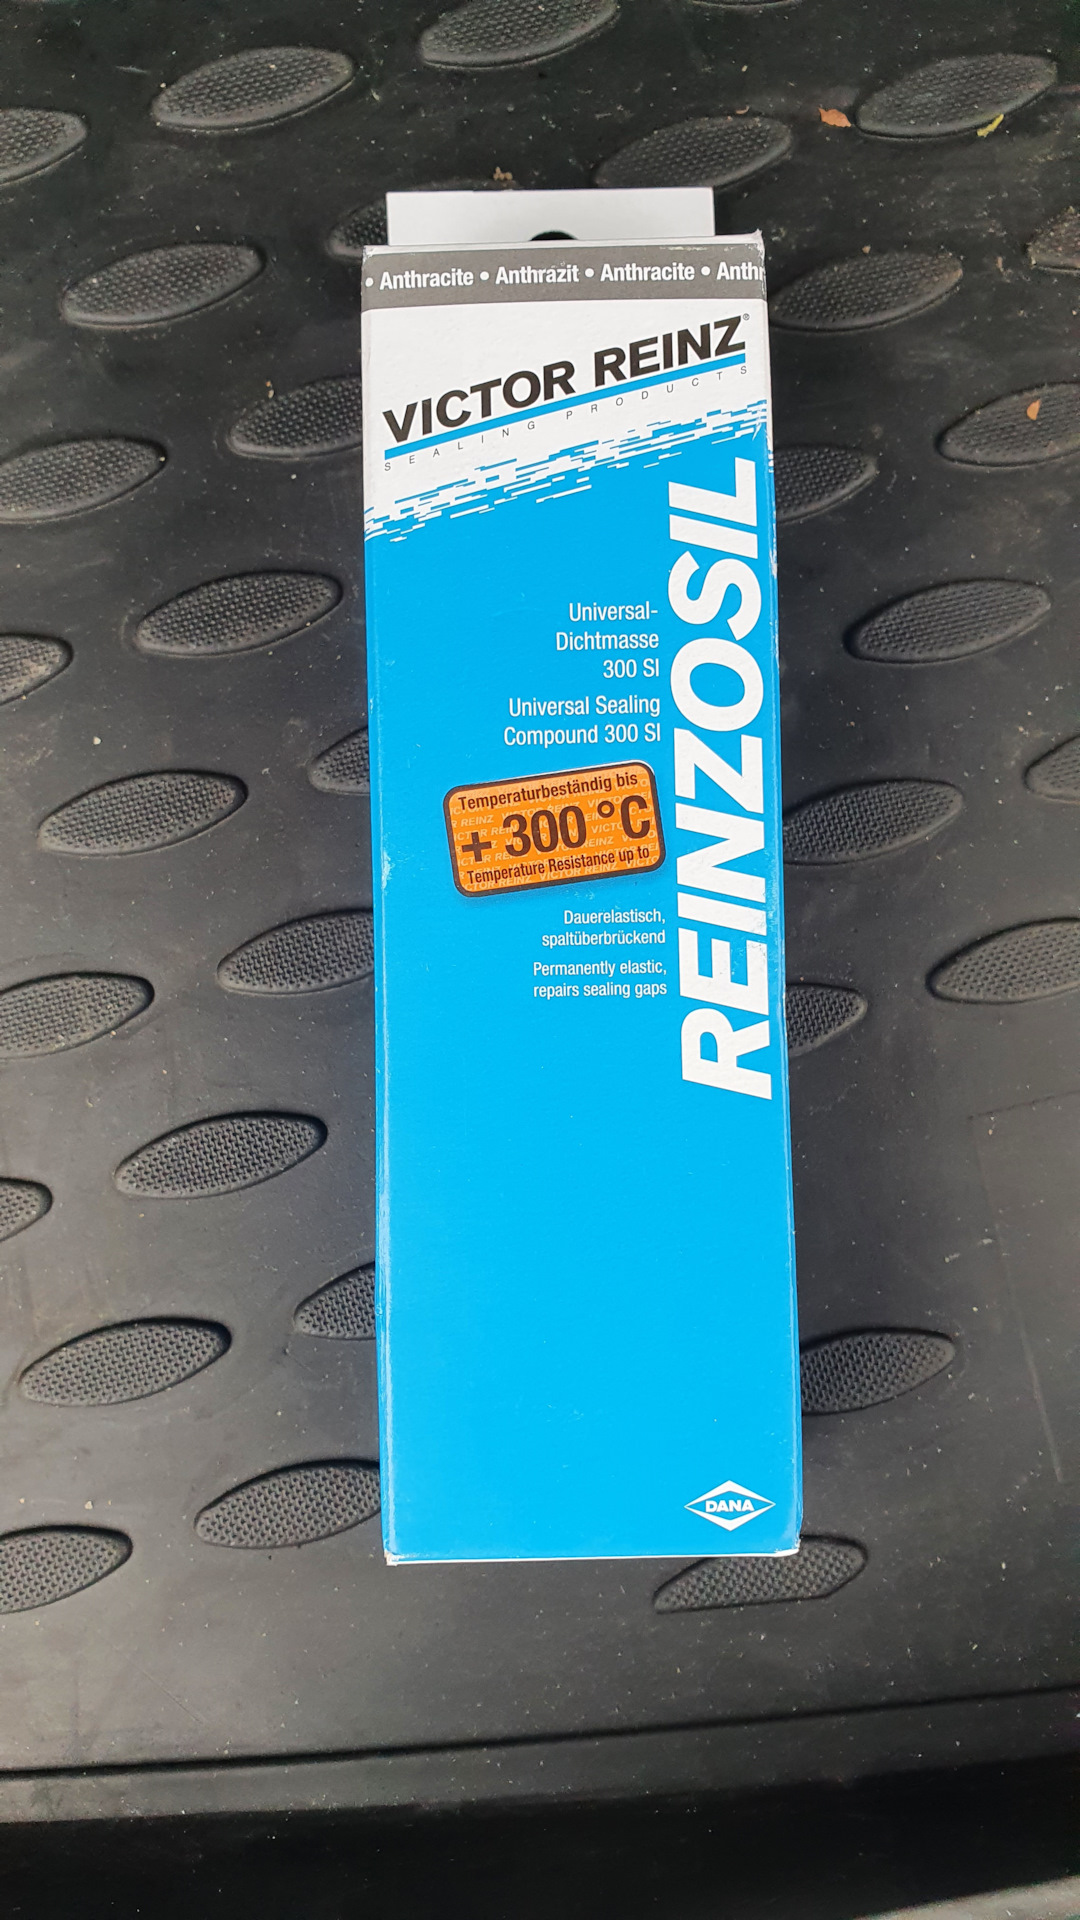 • Anthracite • Anthrazit • Anthracite • Anthr
VICTOR REINZ®
SEALING PRODUCTS
REINZOSIL
Universal-
Dichtmasse
300 SI
Universal Sealing
Compound 300 SI
Temperaturbeständig bis
+300 °C
Temperature Resistance up to
Dauerelastisch,
spaltüberbrückend
Permanently elastic,
repairs sealing gaps
DANA